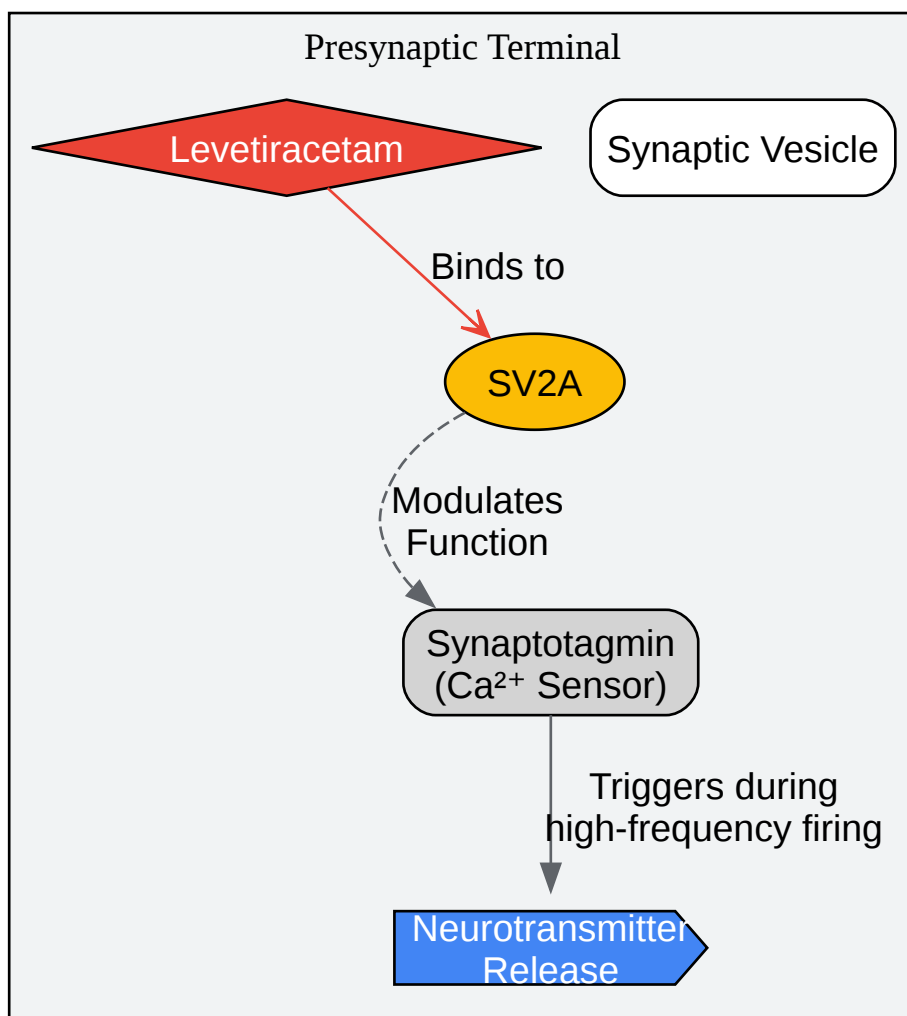 Presynaptic Terminal
Levetiracetam
Synaptic Vesicle
Binds to
SV2A
Modulates
Function
Synaptotagmin
(Ca²⁺ Sensor)
Triggers during
high-frequency firing
Neurotransmitter
Release